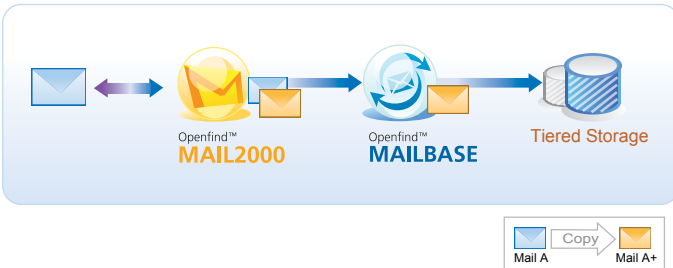 Openfind™
MAIL2000
Openfind™
MAILBASE
Tiered Storage
Copy
Mail A
Mail A+